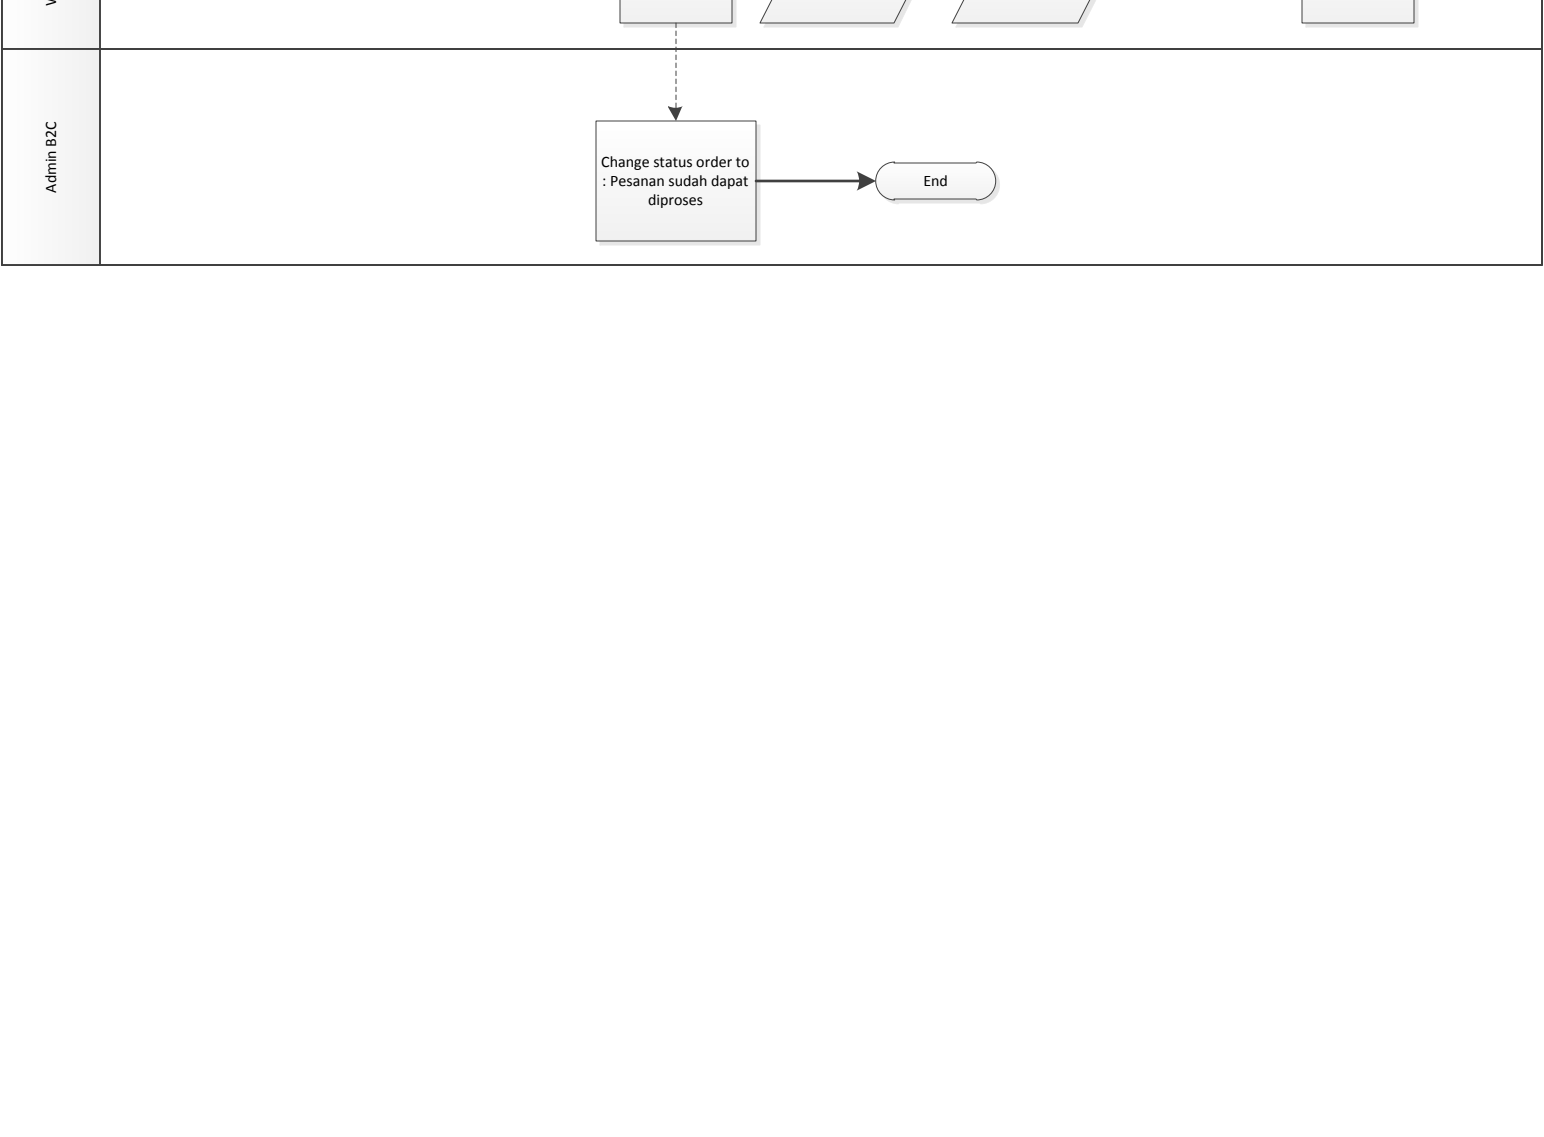 Admin B2C
Change status order to
: Pesanan sudah dapat
diproses
End